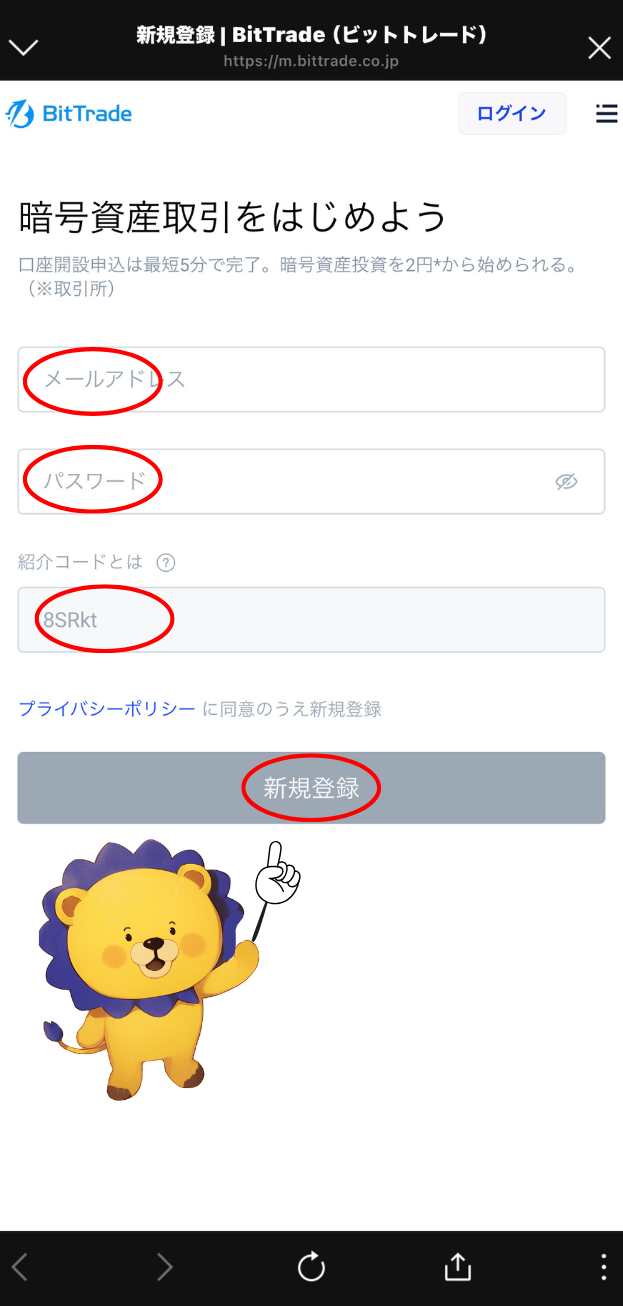 新規登録 | BitTrade (ビットトレード)
https://m.bittrade.co.jp
BitTrade
ログイン
暗号資産取引をはじめよう
口座開設申込は最短5分で完了。暗号資産投資を2円*から始められる。
（※取引所）
メールアドレス
パスワード
紹介コードとは ?
8SRkt
プライバシーポリシー に同意のうえ新規登録
新規登録